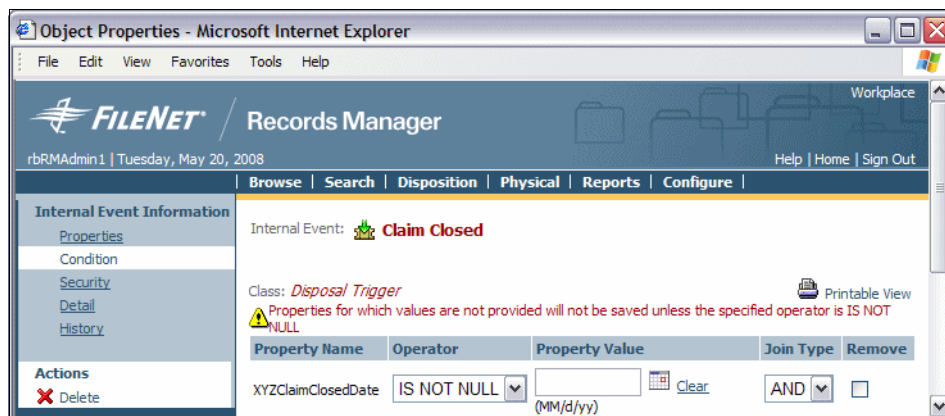 Object Properties - Microsoft Internet Explorer
File Edit View Favorites Tools Help
Workplace
FILENET Records Manager
rbRMAdmin1 | Tuesday, May 20, 2008
Help | Home | Sign Out
| Browse | Search | Disposition | Physical | Reports | Configure |
Internal Event Information
Properties
Condition
Security
Detail
History
Actions
Delete
Internal Event: Claim Closed
Class: Disposal Trigger
Printable View
Properties for which values are not provided will not be saved unless the specified operator is IS NOT
NULL
Property Name Operator Property Value Join Type Remove
XYZClaimClosedDate IS NOT NULL Clear AND
(MM/d/yy)